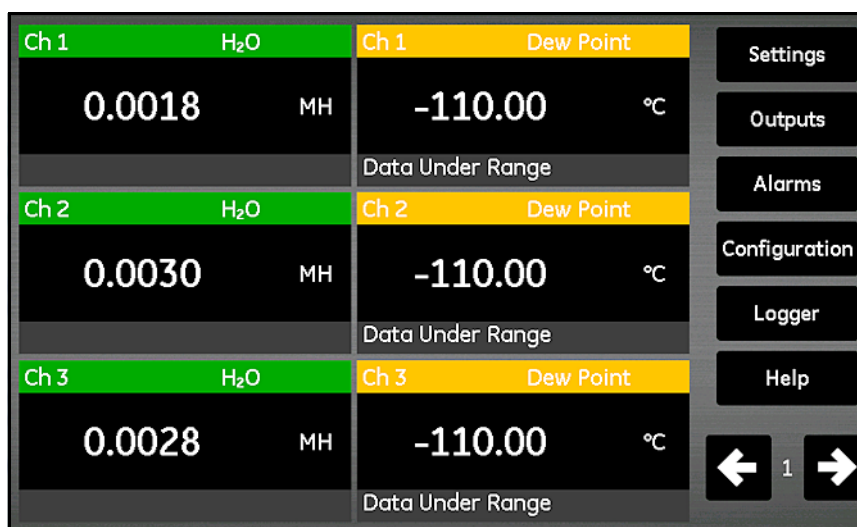 Ch 1 H₂O
0.0018 MH
Ch 1 Dew Point
-110.00 °C
Data Under Range
Ch 2 H₂O
0.0030 MH
Ch 2 Dew Point
-110.00 °C
Data Under Range
Ch 3 H₂O
0.0028 MH
Ch 3 Dew Point
-110.00 °C
Data Under Range
Settings
Outputs
Alarms
Configuration
Logger
Help
1